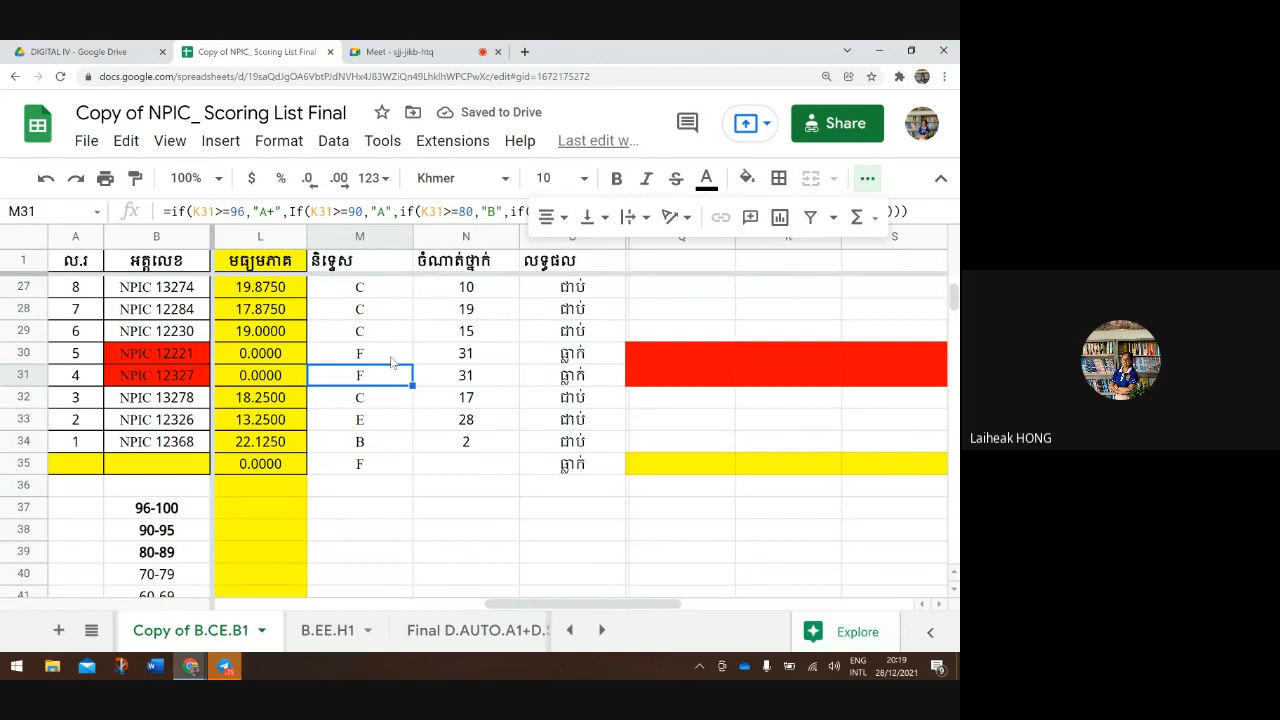 DIGITAL IV - Google Drive
Copy of NPIC_ Scoring List Final
Meet - sjj-jikb-htq
docs.google.com/spreadsheets/d/19saQdJgOA6VbtPJdNVHx4J83WZiQn49LhklhWPCPwXc/edit#gid=1672175272
Copy of NPIC_ Scoring List Final
Saved to Drive
File Edit View Insert Format Data Tools Extensions Help Last edit w...
Share
100% $ % .0 .00 123 Khmer 10 B I S A
M31 fx =if(K31>=96,"A+",If(K31>=90,"A",if(K31>=80,"B",if( )))
A B L M N S
1 ល.រ អត្តលេខ មធ្យមភាគ និទ្ទេស ចំណាត់ថ្នាក់ លទ្ធផល
27 8 NPIC 13274 19.8750 C 10 ជាប់
28 7 NPIC 12284 17.8750 C 19 ជាប់
29 6 NPIC 12230 19.0000 C 15 ជាប់
30 5 NPIC 12221 0.0000 F 31 ធ្លាក់
31 4 NPIC 12327 0.0000 F 31 ធ្លាក់
32 3 NPIC 13278 18.2500 C 17 ជាប់
33 2 NPIC 12326 13.2500 E 28 ជាប់
34 1 NPIC 12368 22.1250 B 2 ជាប់
35 0.0000 F ធ្លាក់
36
37 96-100
38 90-95
39 80-89
40 70-79
41 60-69
Copy of B.CE.B1
B.EE.H1
Final D.AUTO.A1+D.
Explore
ENG
INTL
20:19
28/12/2021
Laiheak HONG